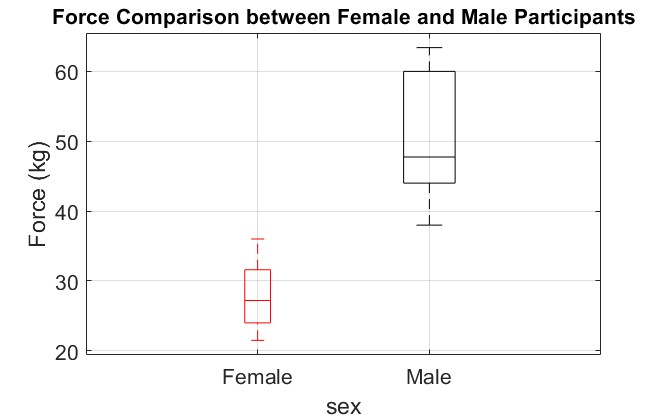 Force Comparison between Female and Male Participants
Force (kg)
60
50
40
30
20
Female Male
sex